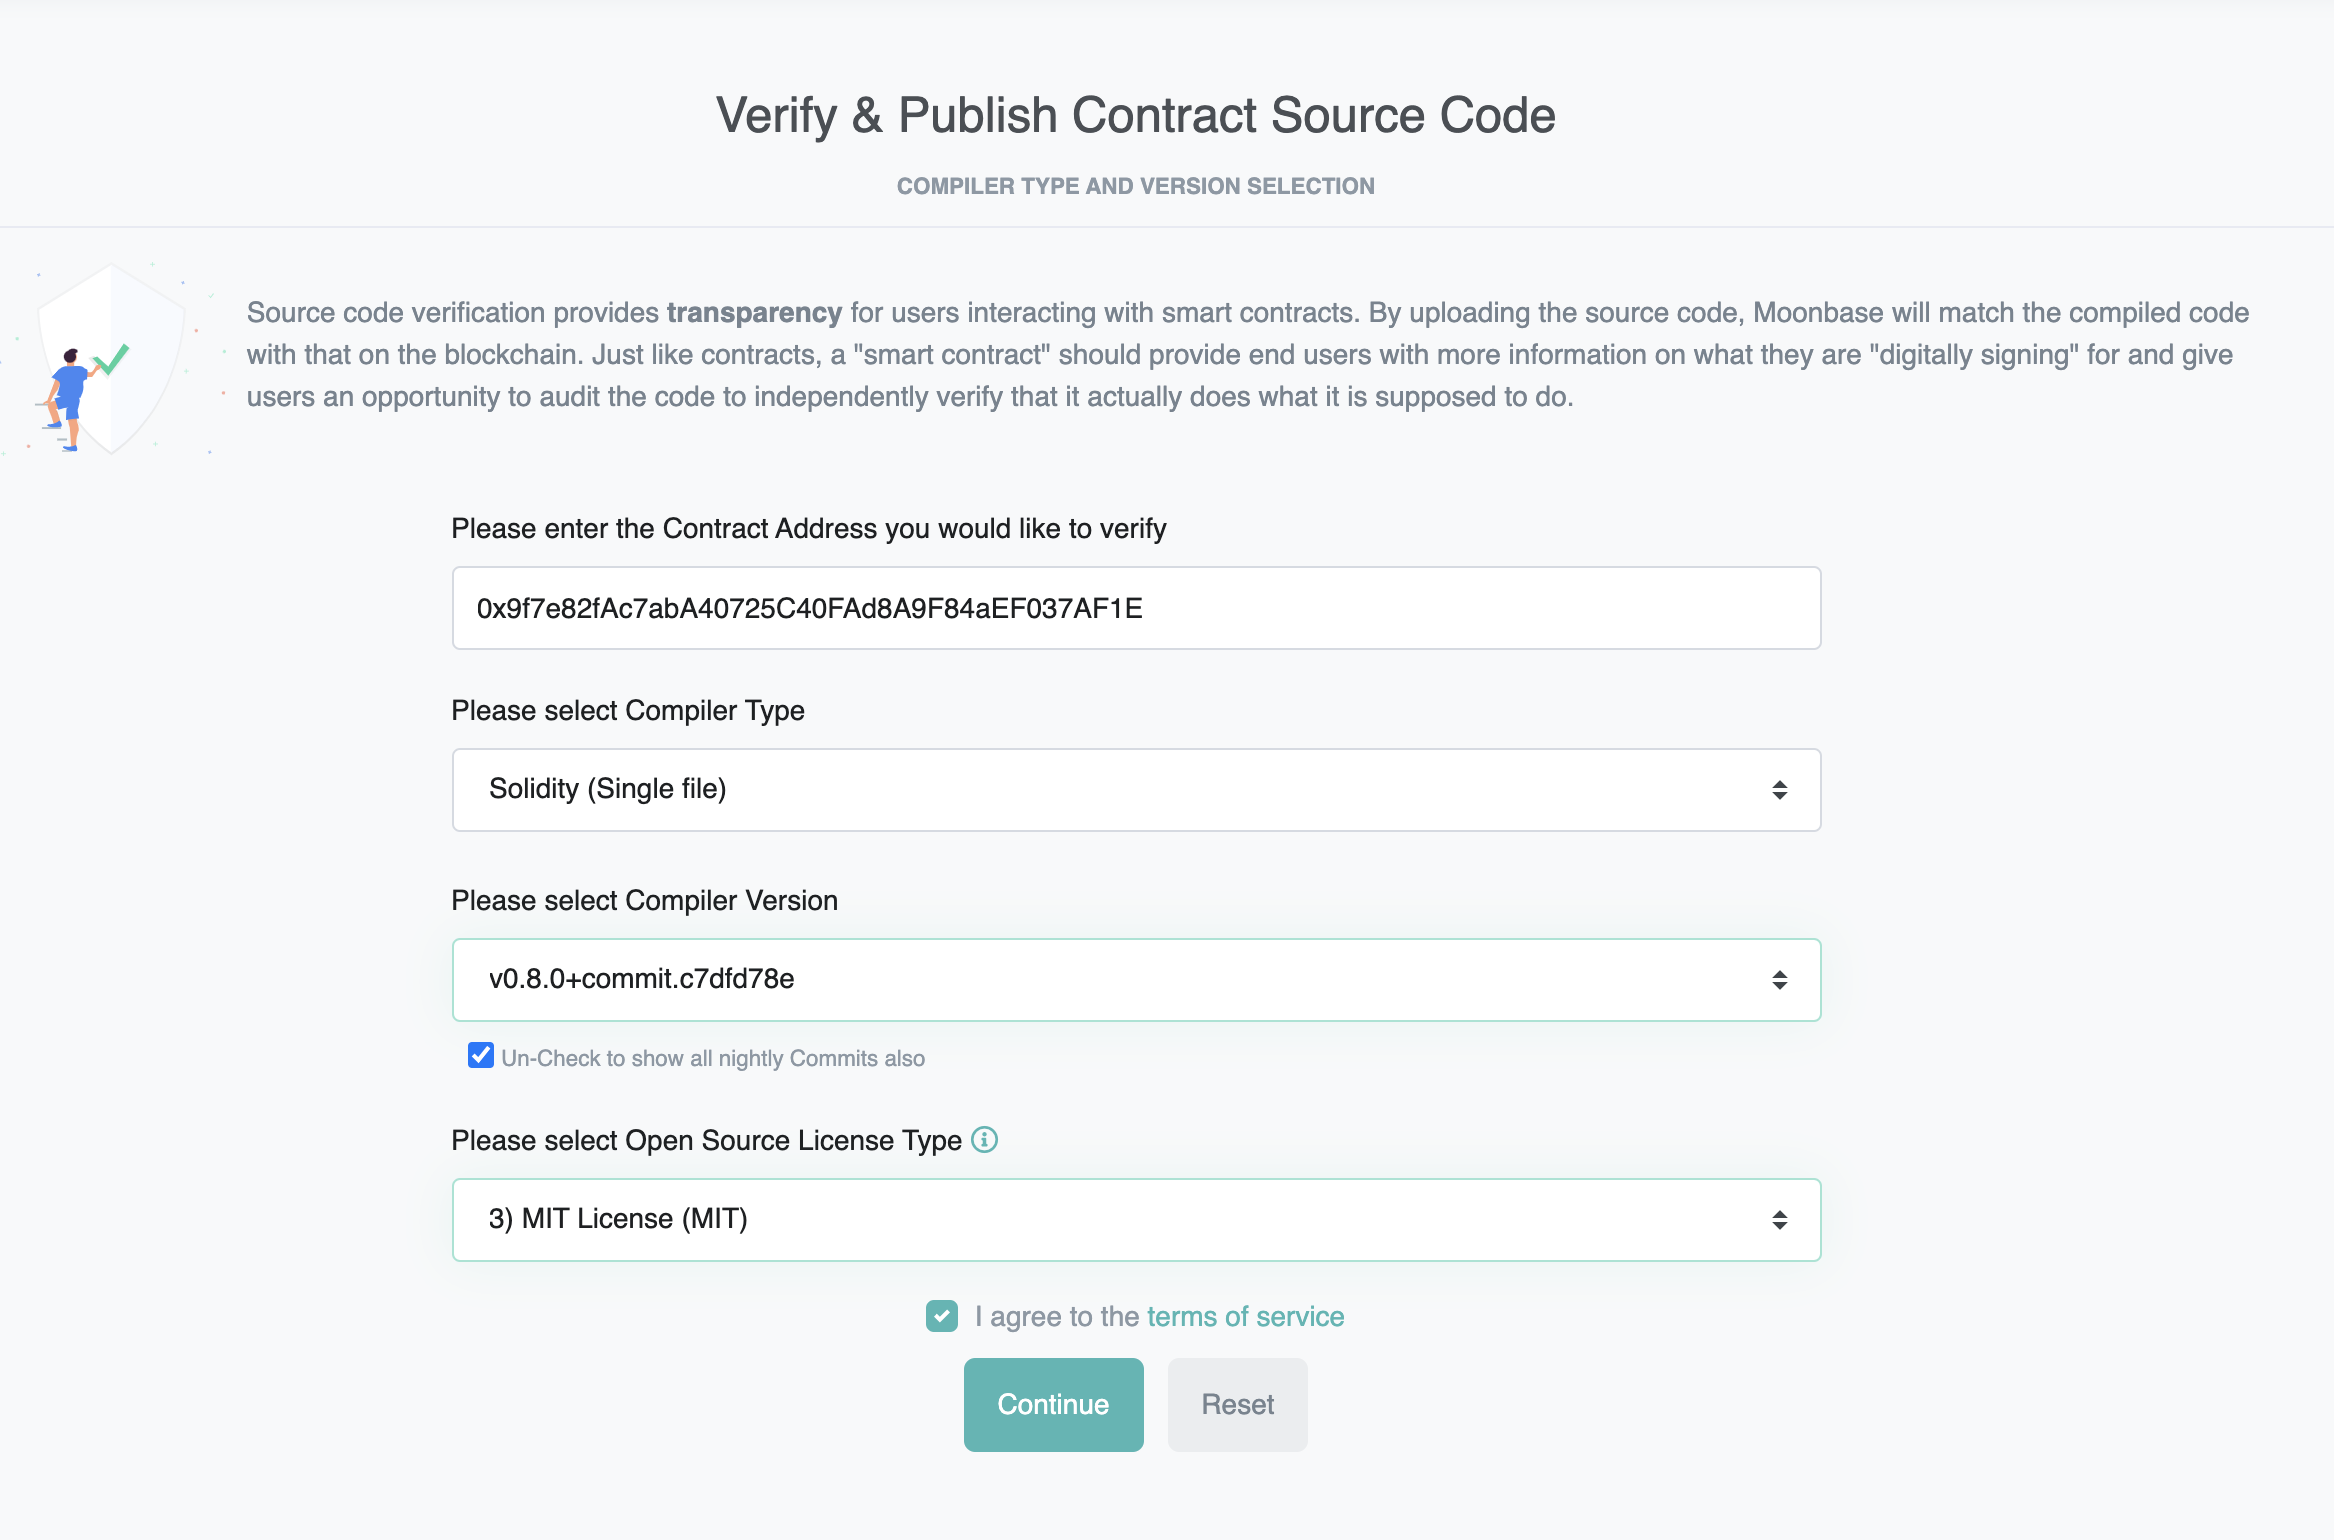 Verify & Publish Contract Source Code
COMPILER TYPE AND VERSION SELECTION
Source code verification provides transparency for users interacting with smart contracts. By uploading the source code, Moonbase will match the compiled code
with that on the blockchain. Just like contracts, a "smart contract" should provide end users with more information on what they are "digitally signing" for and give
users an opportunity to audit the code to independently verify that it actually does what it is supposed to do.
Please enter the Contract Address you would like to verify
0x9f7e82fAc7abA40725C40FAd8A9F84aEF037AF1E
Please select Compiler Type
Solidity (Single file)
Please select Compiler Version
v0.8.0+commit.c7dfd78e
Un-Check to show all nightly Commits also
Please select Open Source License Type
3) MIT License (MIT)
I agree to the terms of service
Continue Reset